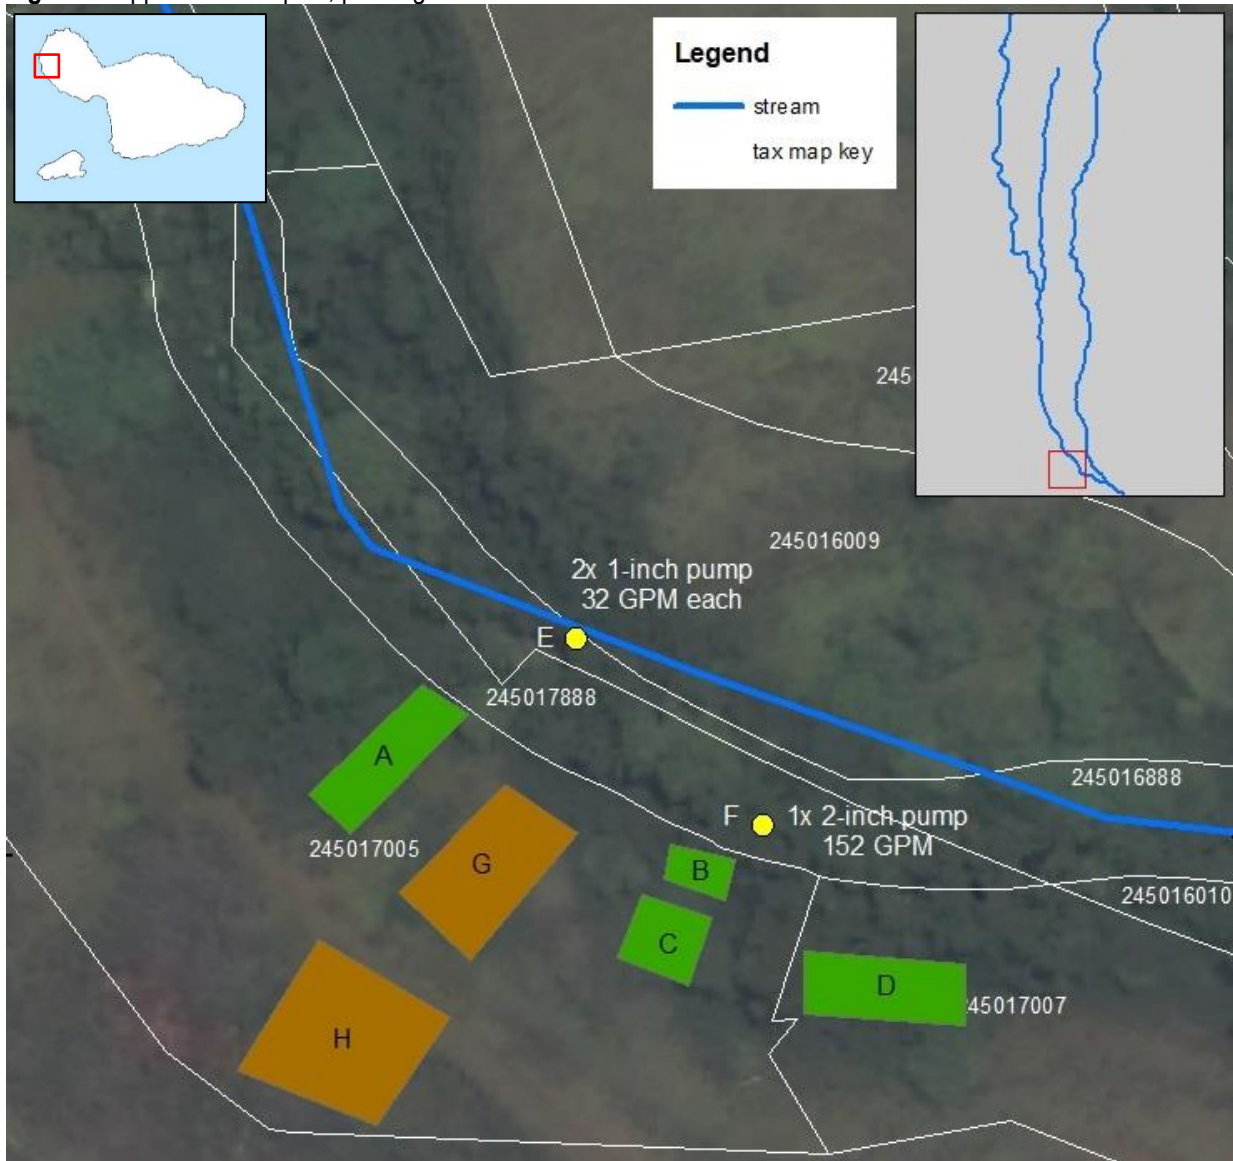 Legend
stream
tax map key
245
245016009
2x 1-inch pump
32 GPM each
E
245017888
A
245016888
F
1x 2-inch pump
152 GPM
245017005
G
B
245016010
C
D
45017007
H